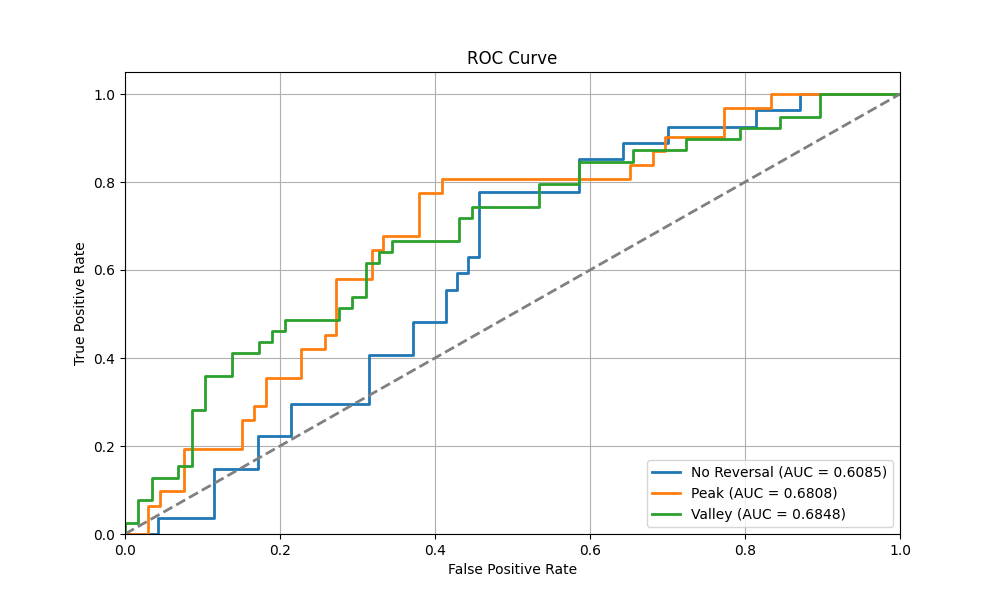 ROC Curve
True Positive Rate
1.0
0.8
0.6
0.4
0.2
0.0
0.0 0.2 0.4 0.6 0.8 1.0
False Positive Rate
No Reversal (AUC = 0.6085)
Peak (AUC = 0.6808)
Valley (AUC = 0.6848)